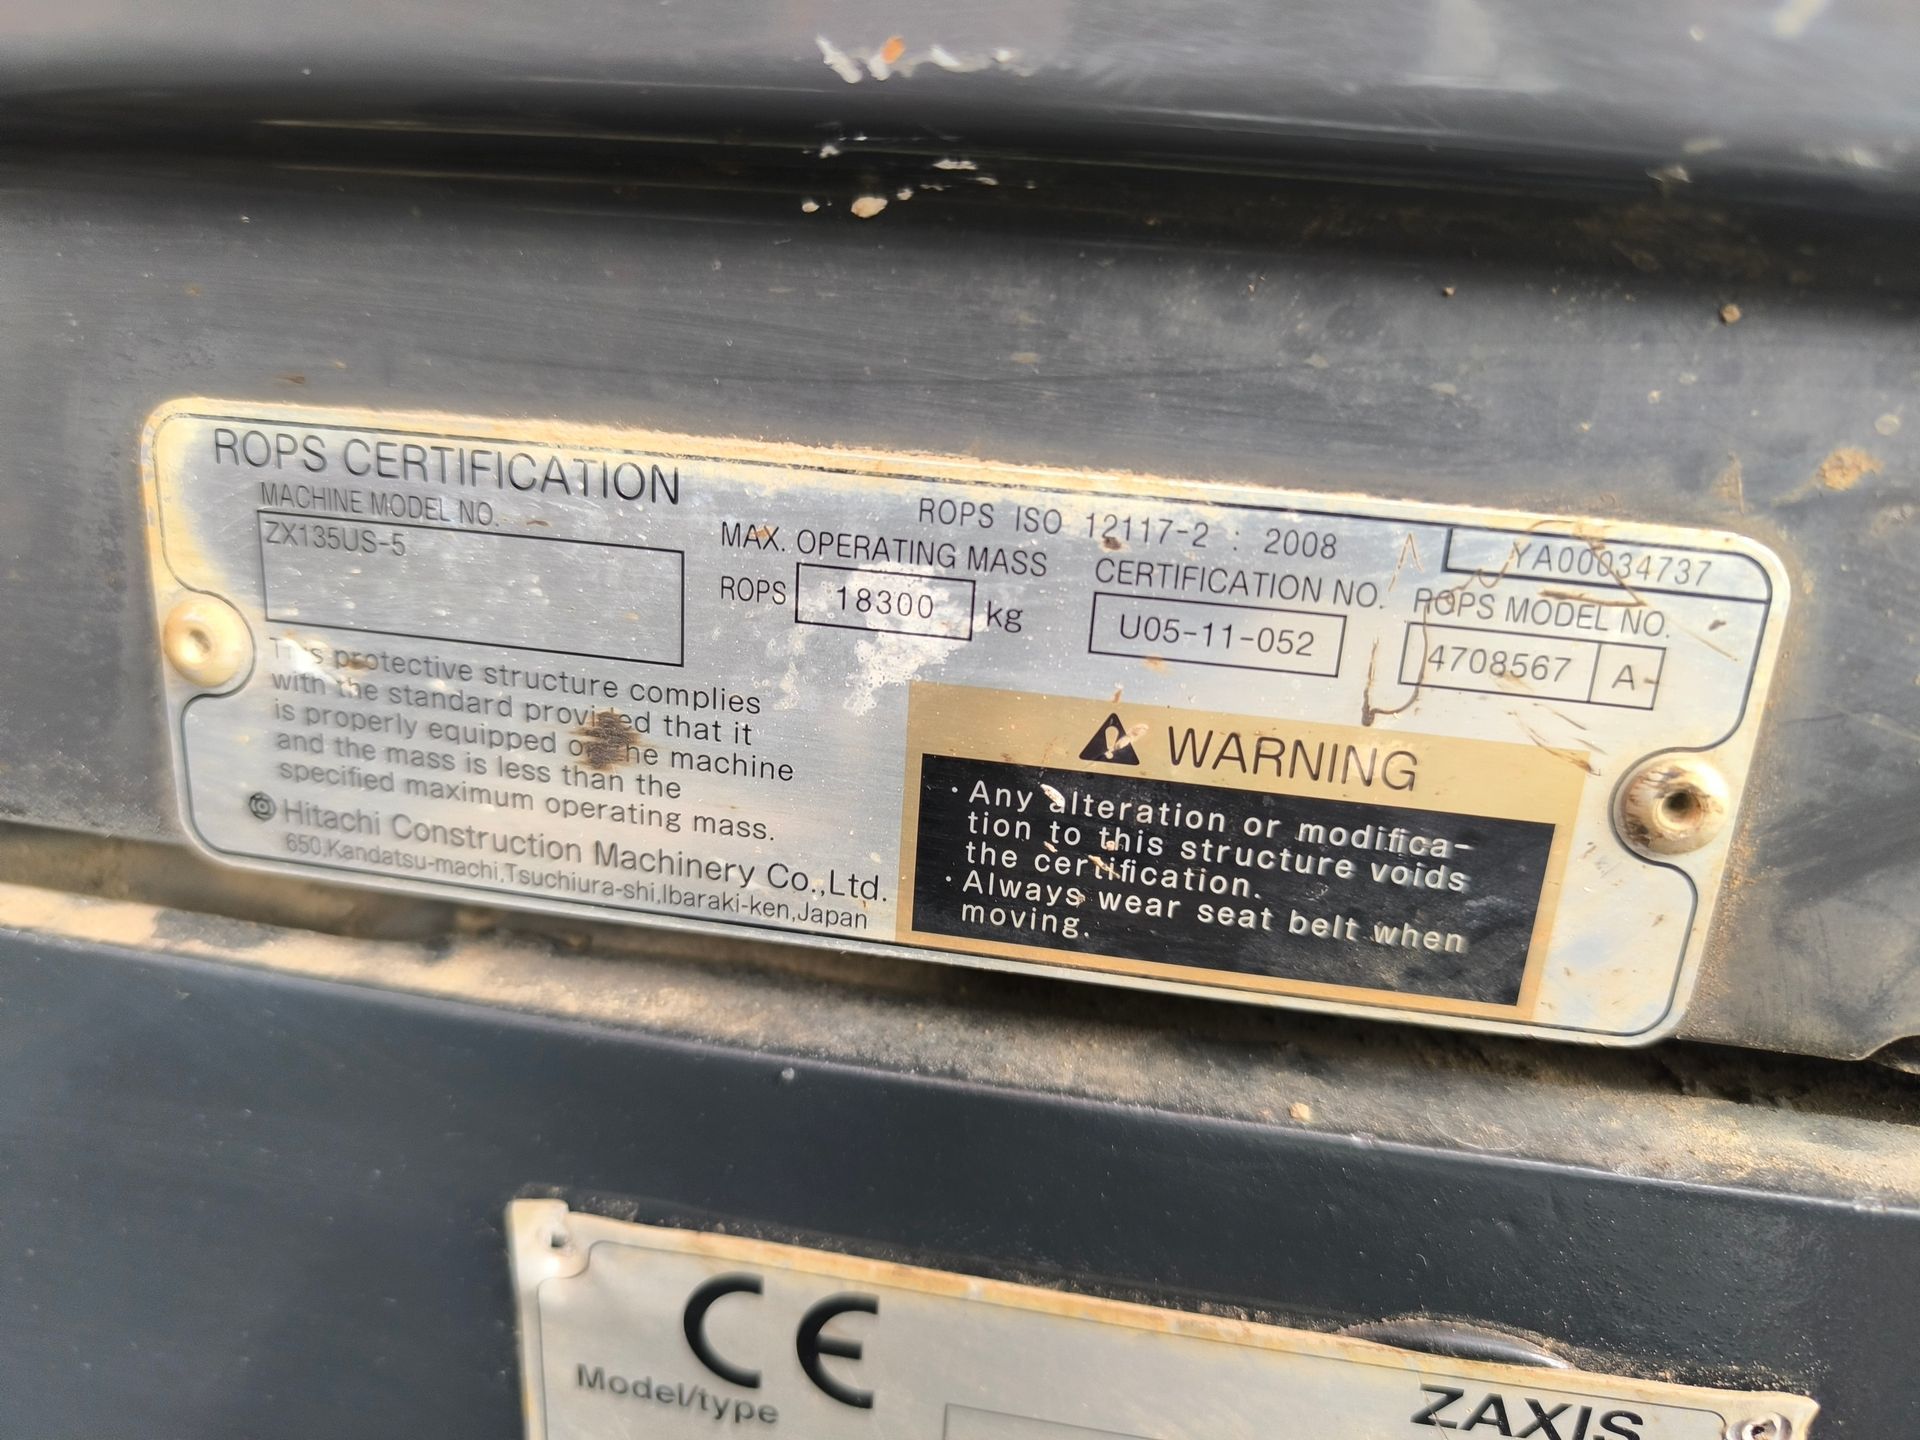 ROPS CERTIFICATION
MACHINE MODEL NO.
ZX135US-5
ROPS ISO 12117-2 : 2008
YA00034737
MAX. OPERATING MASS
ROPS 18300 kg
CERTIFICATION NO.
U05-11-052
ROPS MODEL NO.
4708567 A
This protective structure complies
with the standard provided that it
is properly equipped on the machine
and the mass is less than the
specified maximum operating mass.
Hitachi Construction Machinery Co.,Ltd.
650,Kandatsu-machi,Tsuchiura-shi,Ibaraki-ken,Japan
WARNING
・Any alteration or modifica-
tion to this structure voids
the certification.
・Always wear seat belt when
moving.
CE
Model/type
ZAXIS